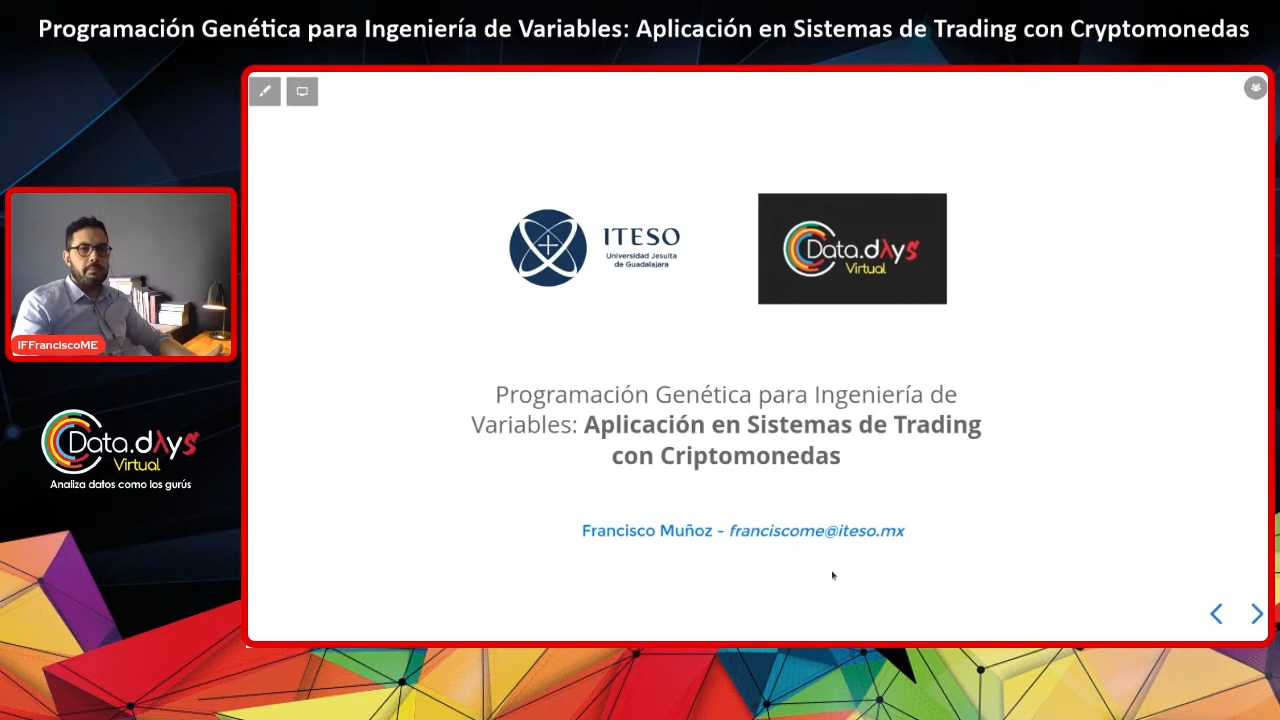 Programación Genética para Ingeniería de Variables: Aplicación en Sistemas de Trading con Cryptomonedas
ITESO
Universidad Jesuita
de Guadalajara
Data.dʌys
Virtual
Programación Genética para Ingeniería de
Variables: Aplicación en Sistemas de Trading
con Criptomonedas
Francisco Muñoz - franciscome@iteso.mx
IFFranciscoME
Data.dʌys
Virtual
Analiza datos como los gurús